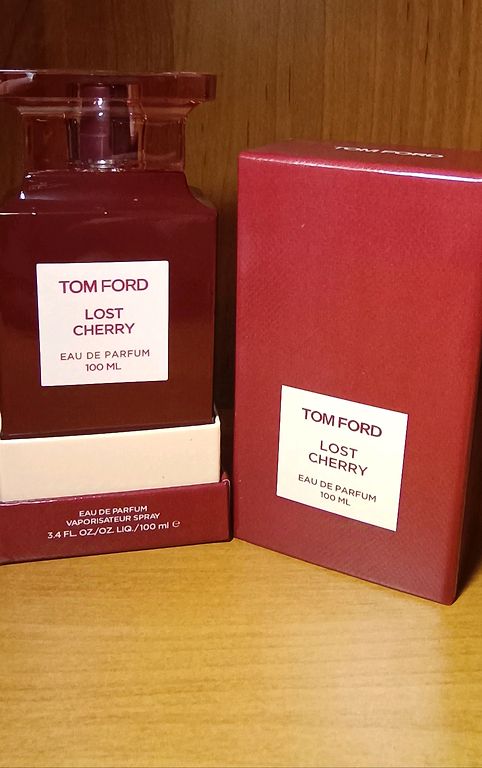 TOM FORD
LOST
CHERRY
EAU DE PARFUM
100 ML
EAU DE PARFUM
VAPORISATEUR SPRAY
3.4 FL. OZ./OZ. LIQ./100 ml ℮
TOM FORD
TOM FORD
LOST
CHERRY
EAU DE PARFUM
100 ML